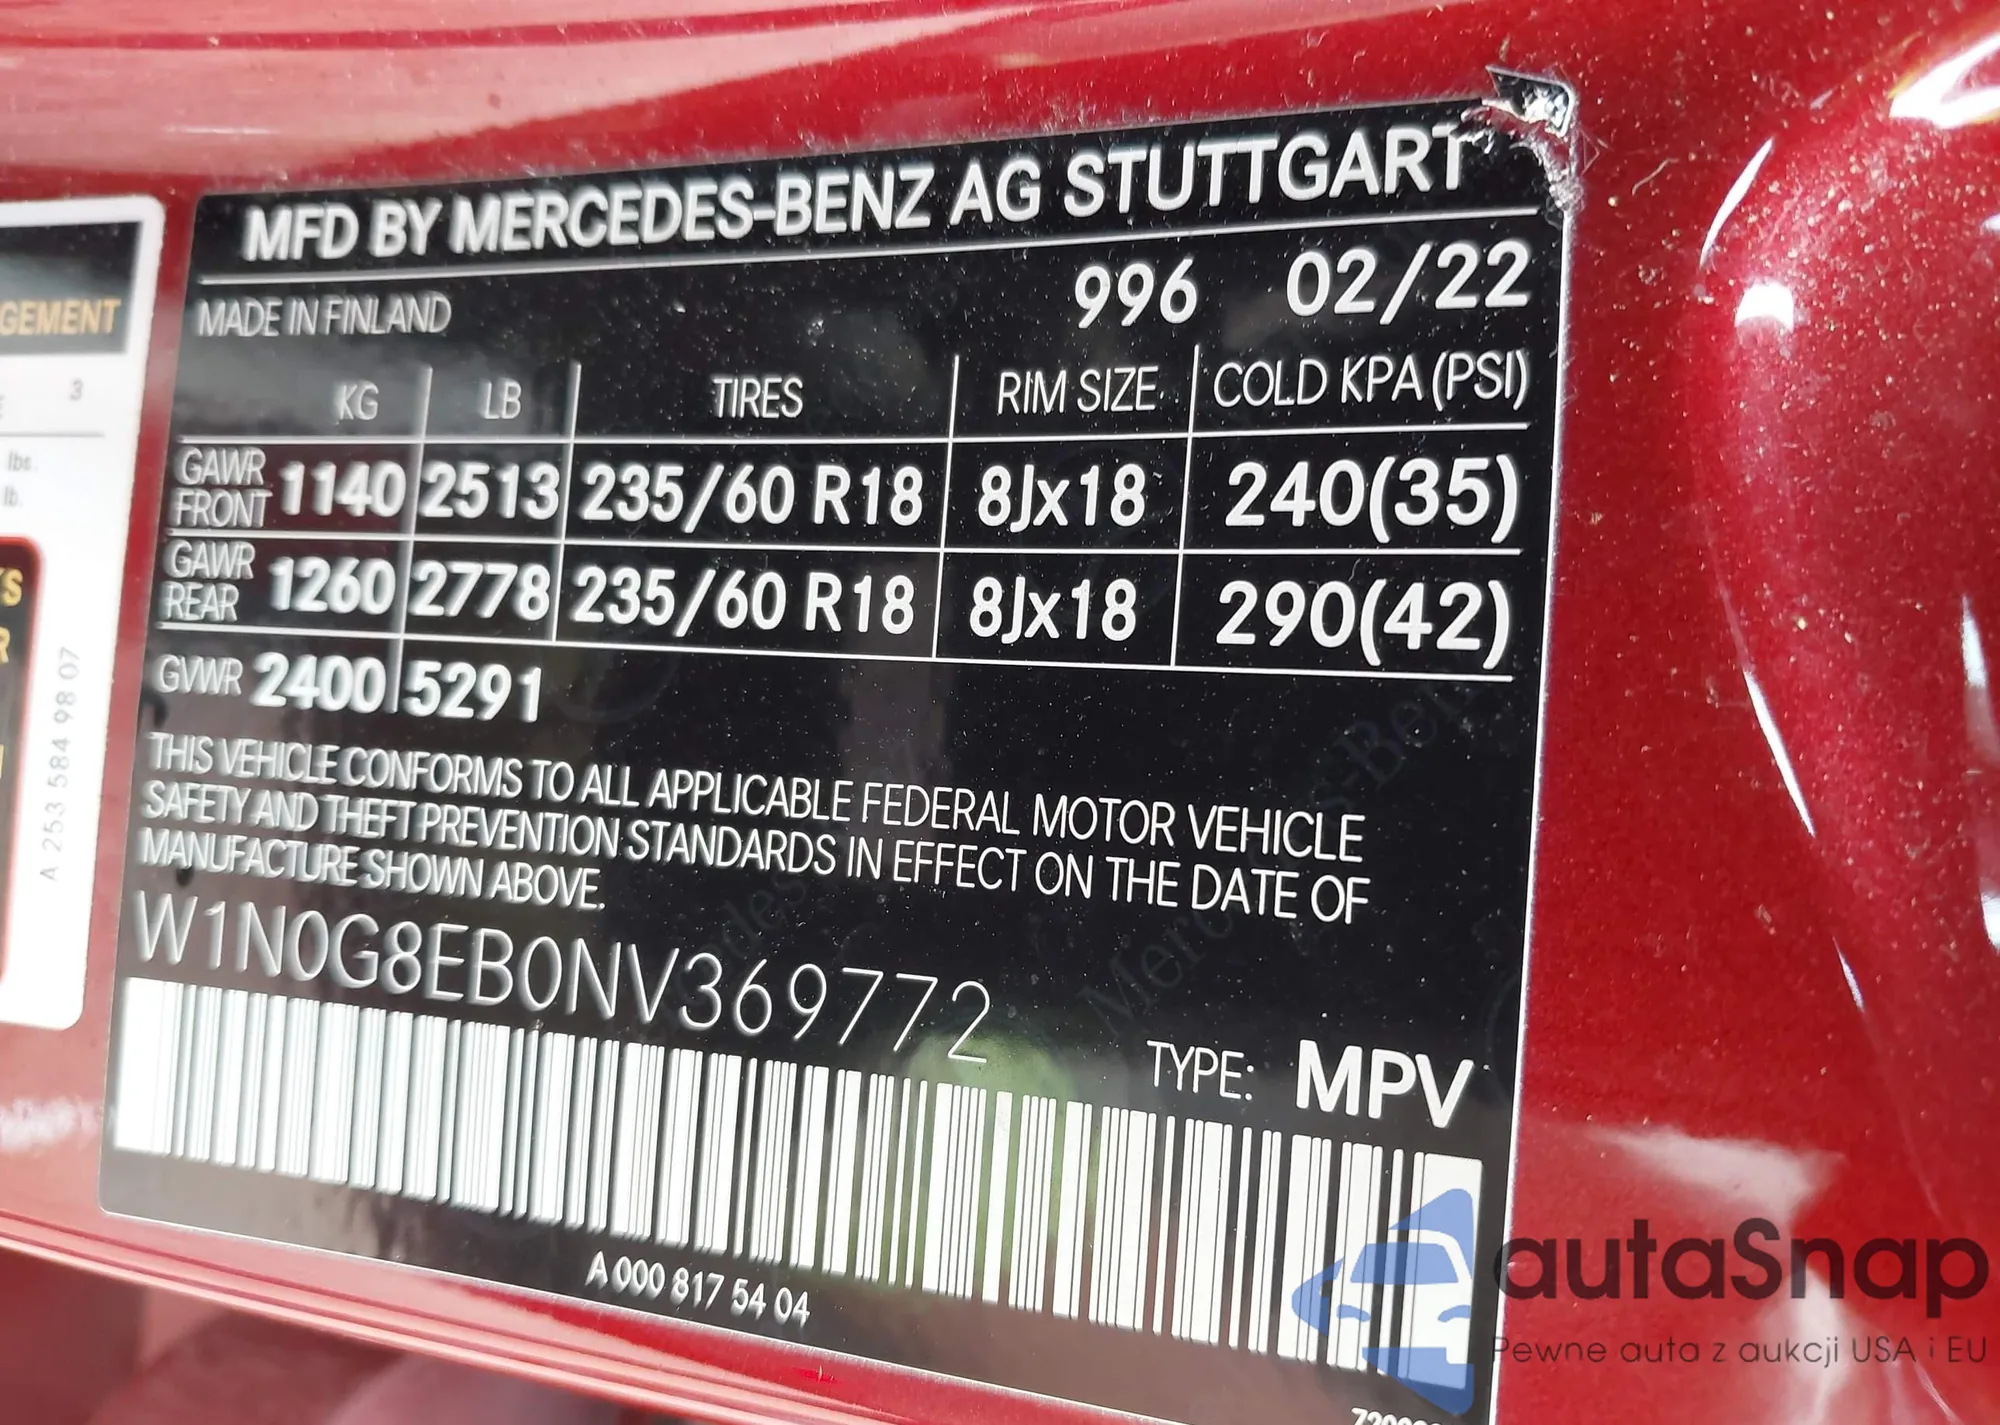 MFD BY MERCEDES-BENZ AG STUTTGART
MADE IN FINLAND 996 02/22
KG LB TIRES RIM SIZE COLD KPA (PSI)
GAWR FRONT 1140 2513 235/60 R18 8Jx18 240(35)
GAWR REAR 1260 2778 235/60 R18 8Jx18 290(42)
GVWR 2400 5291
THIS VEHICLE CONFORMS TO ALL APPLICABLE FEDERAL MOTOR VEHICLE
SAFETY AND THEFT PREVENTION STANDARDS IN EFFECT ON THE DATE OF
MANUFACTURE SHOWN ABOVE.
W1N0G8EB0NV369772
TYPE: MPV
A 000 817 54 04
GEMENT
3
lbs.
lb.
A 253 584 98 07
autaSnap
Pewne auta z aukcji USA i EU